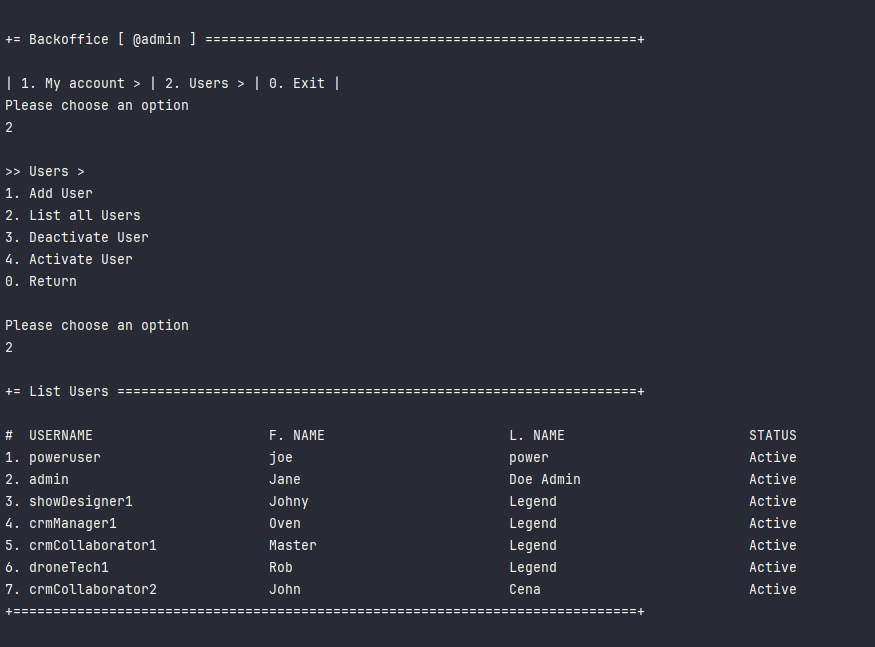 += Backoffice [ @admin ] ======================================================+
| 1. My account > | 2. Users > | 0. Exit |
Please choose an option
2
>> Users >
1. Add User
2. List all Users
3. Deactivate User
4. Activate User
0. Return
Please choose an option
2
+= List Users =================================================================+
#  USERNAME                      F. NAME                       L. NAME                       STATUS
1. poweruser                     joe                           power                         Active
2. admin                         Jane                          Doe Admin                     Active
3. showDesigner1                 Johny                         Legend                        Active
4. crmManager1                   Oven                          Legend                        Active
5. crmCollaborator1              Master                        Legend                        Active
6. droneTech1                    Rob                           Legend                        Active
7. crmCollaborator2              John                          Cena                          Active
+==============================================================================+